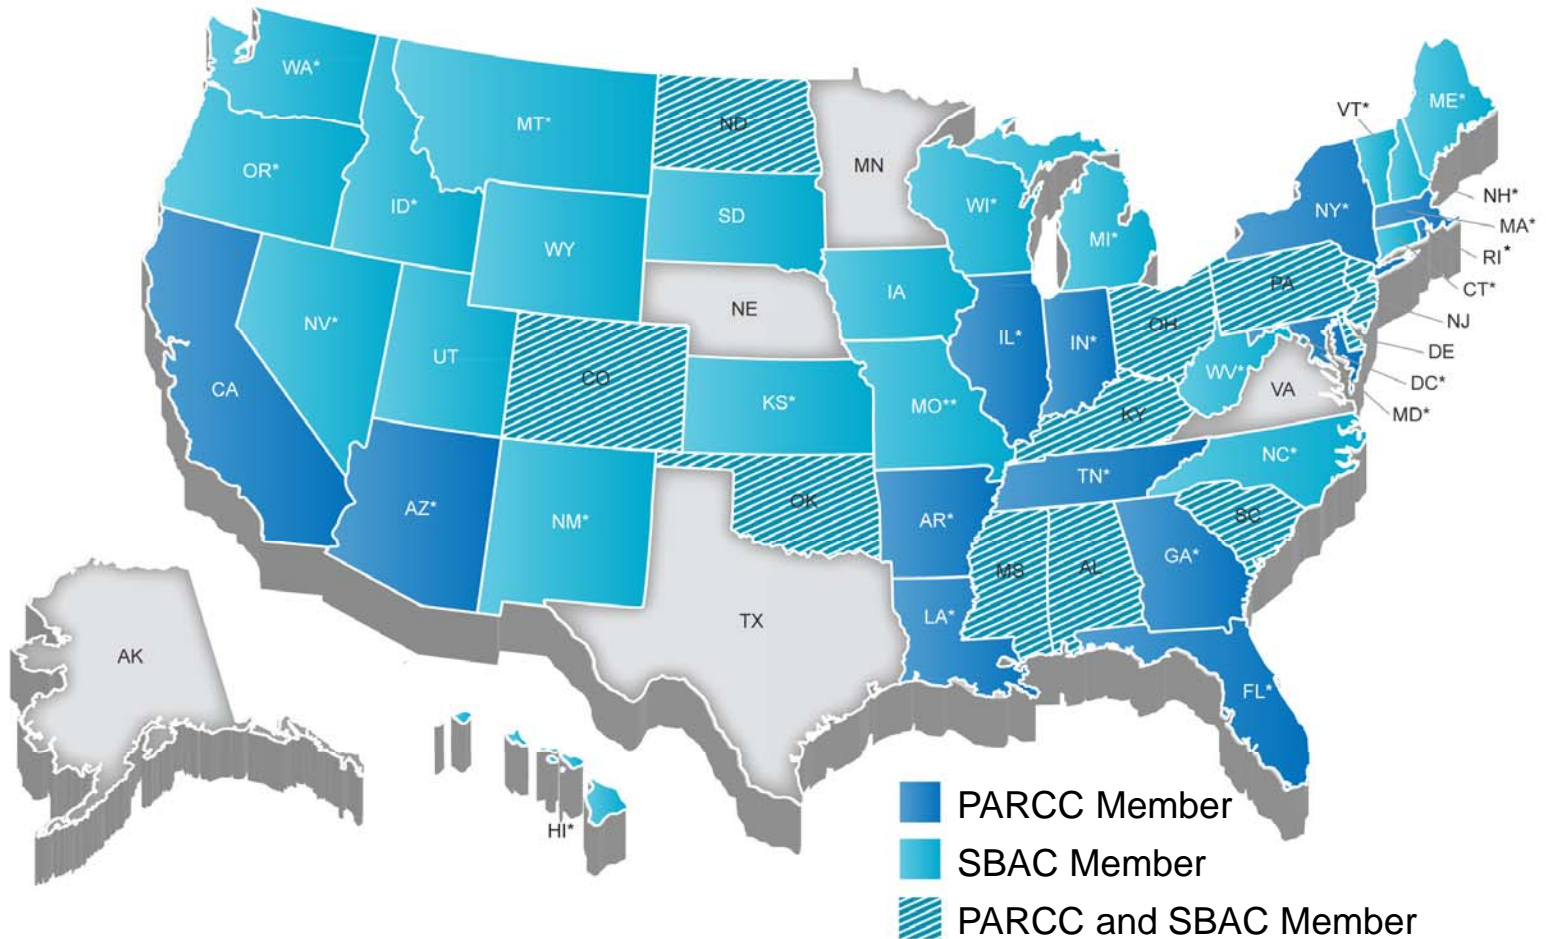 WA*
MT*
ND
MN
VT*
ME*
OR*
ID*
SD
WI*
MI*
NY*
NH*
MA*
WY
RI*
IA
PA
CT*
NE
NV*
UT
IL*
IN*
OH
NJ
DE
CA
CO
KS*
MO**
WV*
VA
DC*
KY
MD*
NC*
TN*
AZ*
NM*
OK
AR*
SC
GA*
MS
AL
LA*
TX
AK
FL*
HI*
PARCC Member
SBAC Member
PARCC and SBAC Member